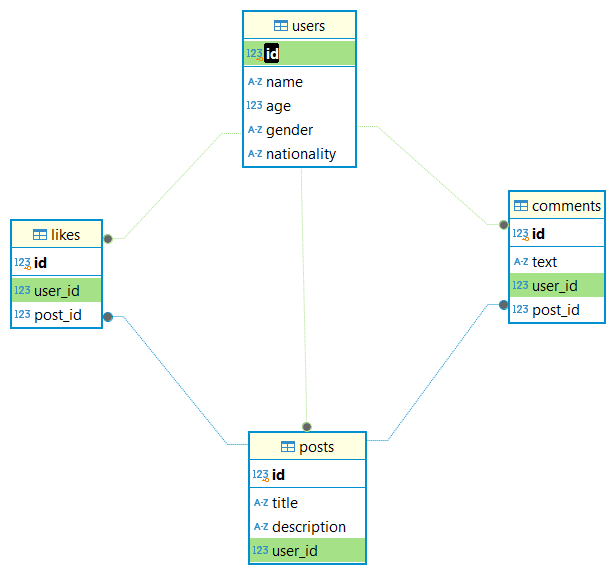 users
123 id
A-Z name
123 age
A-Z gender
A-Z nationality
likes
123 id
123 user_id
123 post_id
comments
123 id
A-Z text
123 user_id
123 post_id
posts
123 id
A-Z title
A-Z description
123 user_id